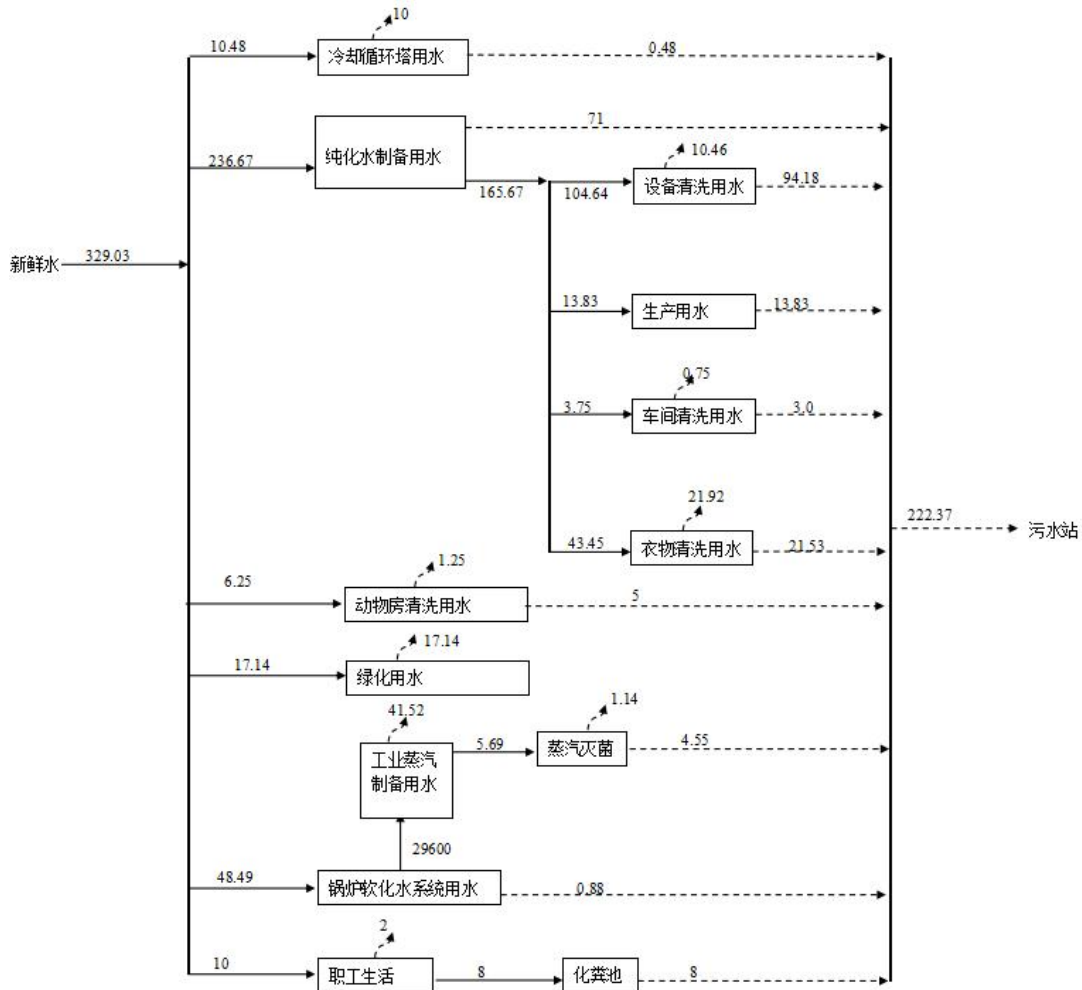 10
10.48
冷却循环塔用水
0.48
236.67
纯化水制备用水
71
165.67
104.64
10.46
设备清洗用水
94.18
新鲜水
329.03
13.83
生产用水
13.83
0.75
3.75
车间清洗用水
3.0
21.92
43.45
衣物清洗用水
21.53
222.37
污水站
1.25
6.25
动物房清洗用水
5
17.14
17.14
绿化用水
41.52
工业蒸汽
制备用水
5.69
1.14
蒸汽灭菌
4.55
29600
48.49
锅炉软化水系统用水
0.88
2
10
职工生活
8
化粪池
8